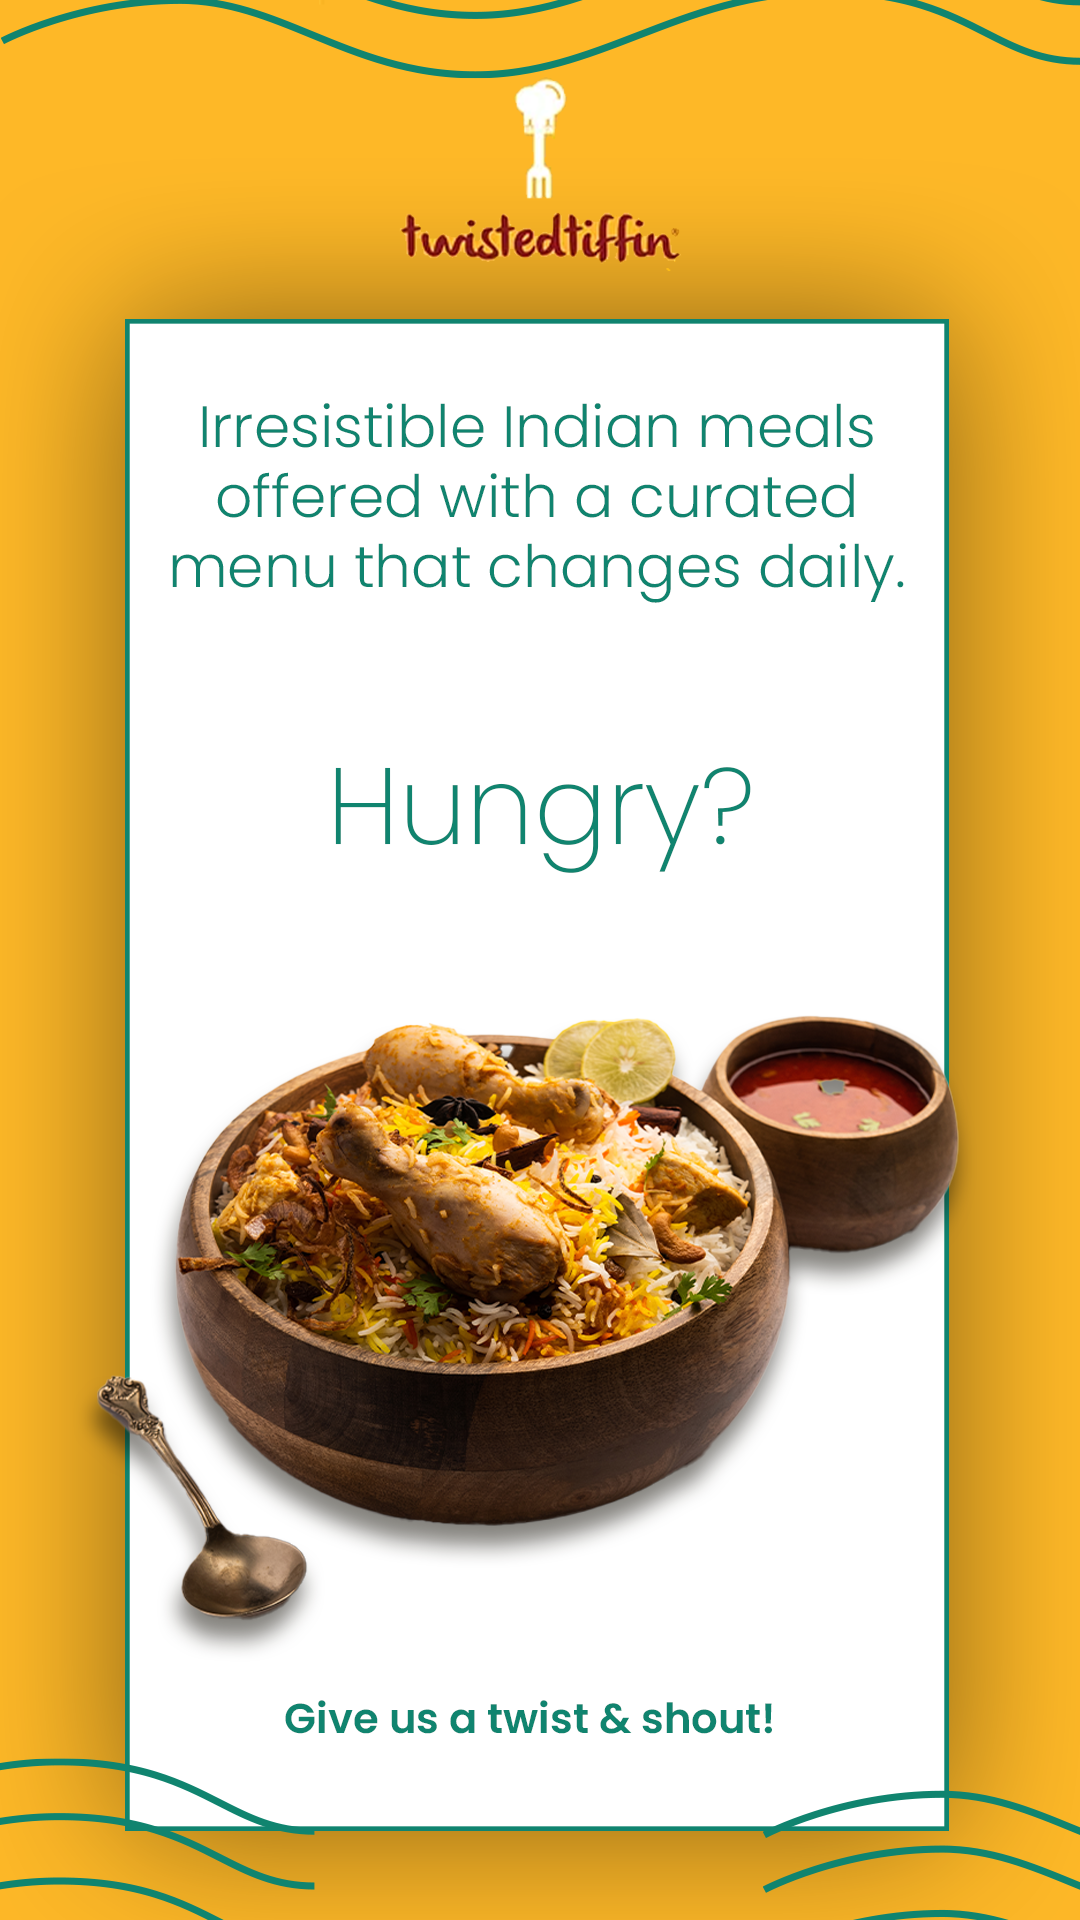 twistedtiffin
Irresistible Indian meals
offered with a curated
menu that changes daily.
Hungry?
Give us a twist & shout!